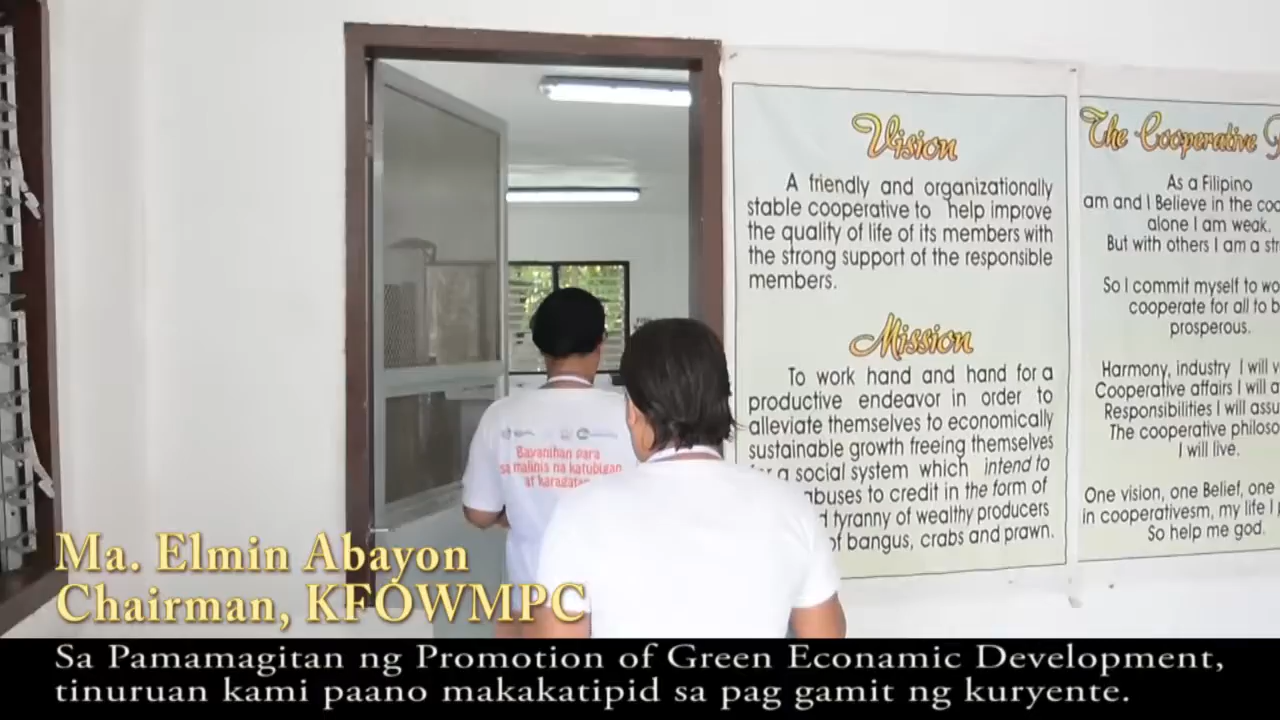 Vision
A friendly and organizationally
stable cooperative to help improve
the quality of life of its members with
the strong support of the responsible
members.
Mission
To work hand and hand for a
productive endeavor in order to
alleviate themselves to economically
sustainable growth freeing themselves
a social system which intend to
abuses to credit in the form of
tyranny of wealthy producers
of bangus, crabs and prawn.
The Cooperative
As a Filipino
am and I Believe in the
alone I am weak.
But with others I am a
So I commit myself to
cooperate for all to
prosperous.
Harmony, industry I will
Cooperative affairs I will
Responsibilities I will
The cooperative
I will live.
One vision, one Belief, one
In cooperativesm, my life I
So help me god.
Bayanihan para
sa malinis na katubigan
at karagatan
Ma. Elmin Abayon
Chairman, KFOWMPC
Sa Pamamagitan ng Promotion of Green Econamic Development,
tinuruan kami paano makakatipid sa pag gamit ng kuryente.